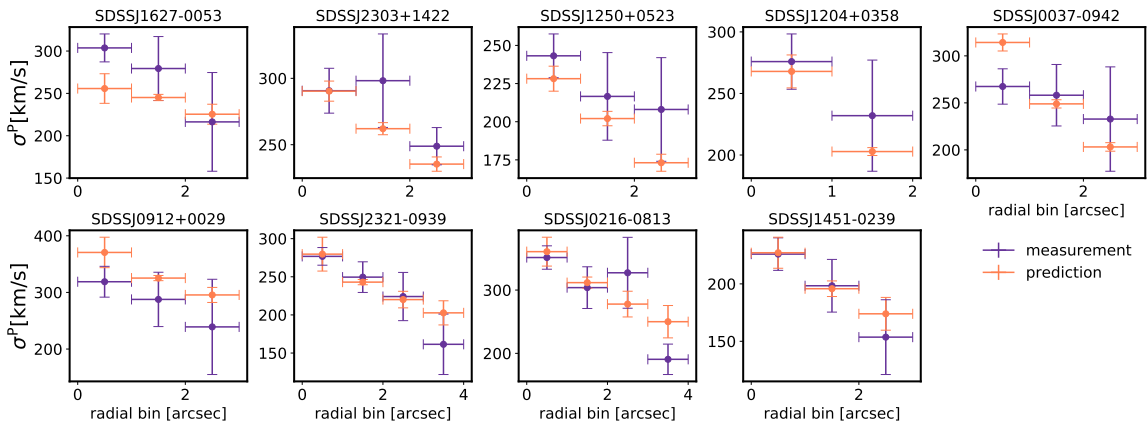 SDSSJ1627-0053 SDSSJ2303+1422 SDSSJ1250+0523 SDSSJ1204+0358 SDSSJ0037-0942
σᴾ[km/s]
300
250
200
150
0 2
300
250
0 2
250
225
200
175
0 2
300
250
200
0 1 2
300
250
200
0 2
radial bin [arcsec]
SDSSJ0912+0029 SDSSJ2321-0939 SDSSJ0216-0813 SDSSJ1451-0239
σᴾ[km/s]
400
300
200
0 2
radial bin [arcsec]
300
250
200
150
0 2 4
radial bin [arcsec]
300
200
0 2 4
radial bin [arcsec]
200
150
0 2
radial bin [arcsec]
measurement
prediction